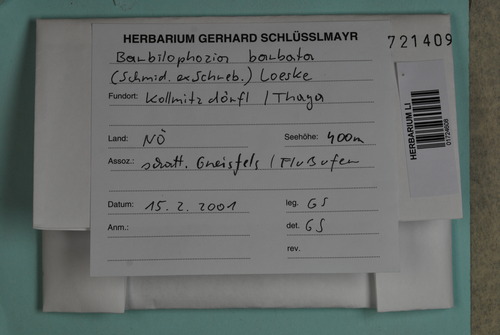 HERBARIUM GERHARD SCHLÜSSLMAYR
721409
Barbilophozia barbata
(Schmid. ex Schreb.) Loeske
Fundort: Kollmitzdörfl / Thaya
Land: NÖ Seehöhe: 400m
Assoz.: schatt. Gneisfels / Flußufer
Datum: 15. 2. 2001 leg. GS
Anm.: det. GS
rev.
HERBARIUM LI
01724608